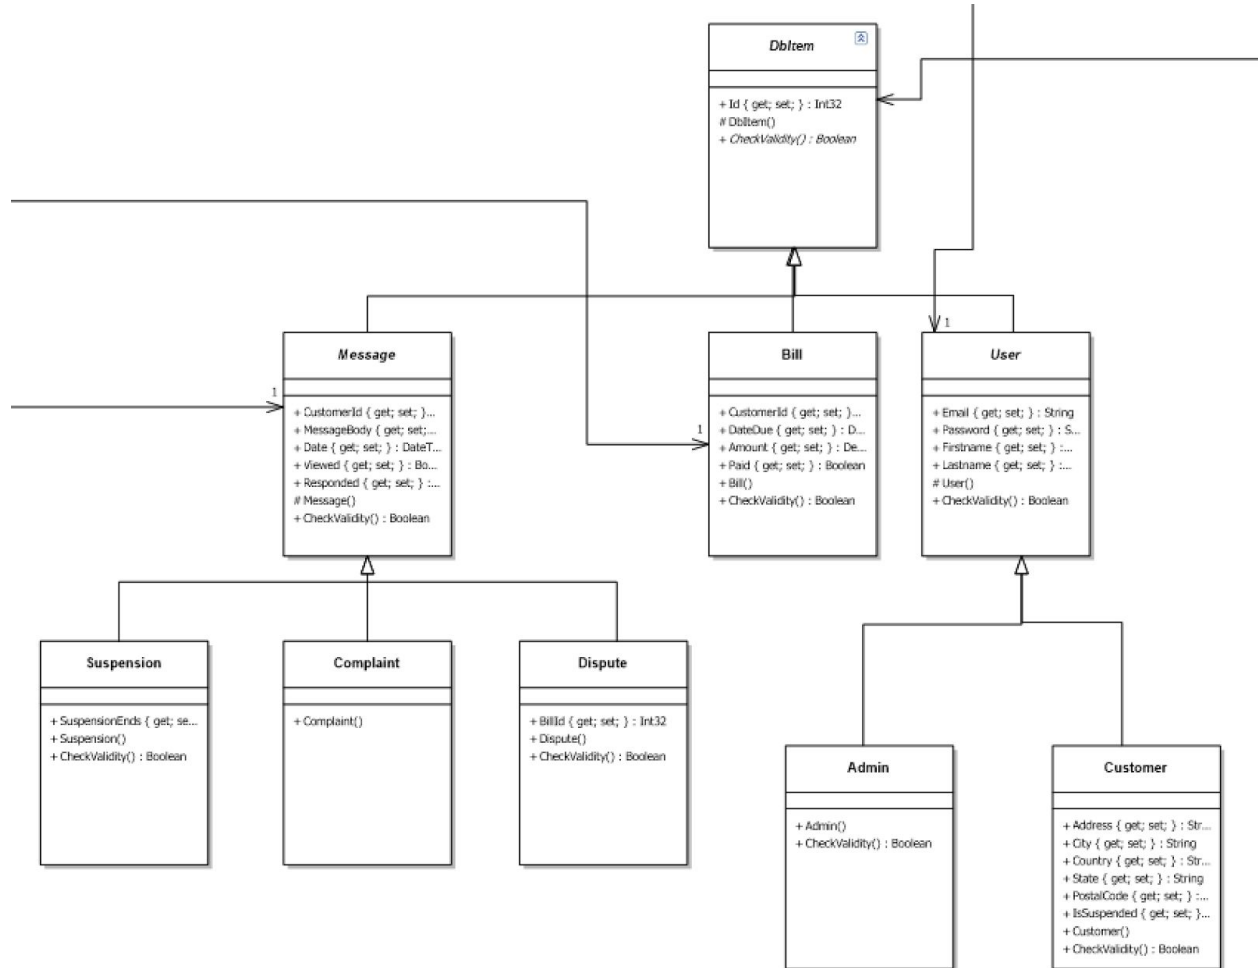 DbItem
+ Id { get; set; } : Int32
# DbItem()
+ CheckValidity() : Boolean
1
Message
+ CustomerId { get; set; }...
+ MessageBody { get; set;...
+ Date { get; set; } : DateT...
+ Viewed { get; set; } : Bo...
+ Responded { get; set; } :...
# Message()
+ CheckValidity() : Boolean
1
Bill
+ CustomerId { get; set; }...
+ DateDue { get; set; } : D...
+ Amount { get; set; } : De...
+ Paid { get; set; } : Boolean
+ Bill()
+ CheckValidity() : Boolean
1
User
+ Email { get; set; } : String
+ Password { get; set; } : S...
+ Firstname { get; set; } :...
+ Lastname { get; set; } :...
# User()
+ CheckValidity() : Boolean
Suspension
+ SuspensionEnds { get; se...
+ Suspension()
+ CheckValidity() : Boolean
Complaint
+ Complaint()
Dispute
+ BillId { get; set; } : Int32
+ Dispute()
+ CheckValidity() : Boolean
Admin
+ Admin()
+ CheckValidity() : Boolean
Customer
+ Address { get; set; } : Str...
+ City { get; set; } : String
+ Country { get; set; } : Str...
+ State { get; set; } : String
+ PostalCode { get; set; } :...
+ IsSuspended { get; set; }...
+ Customer()
+ CheckValidity() : Boolean